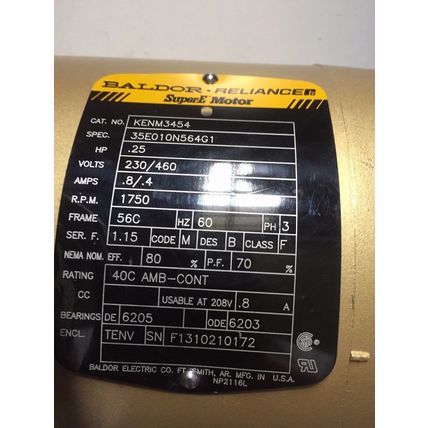 BALDOR · RELIANCE
Super-E Motor
CAT. NO. KENM3454
SPEC. 35E010N564G1
HP .25
VOLTS 230/460
AMPS .8/.4
R.P.M. 1750
FRAME 56C HZ 60 PH 3
SER. F. 1.15 CODE M DES B CLASS F
NEMA NOM. EFF. 80 % P.F. 70 %
RATING 40C AMB-CONT
CC USABLE AT 208V .8 A
BEARINGS DE 6205 ODE 6203
ENCL. TENV SN F1310210172
BALDOR ELECTRIC CO. FT. SMITH, AR. MFG. IN U.S.A.
NP2116L